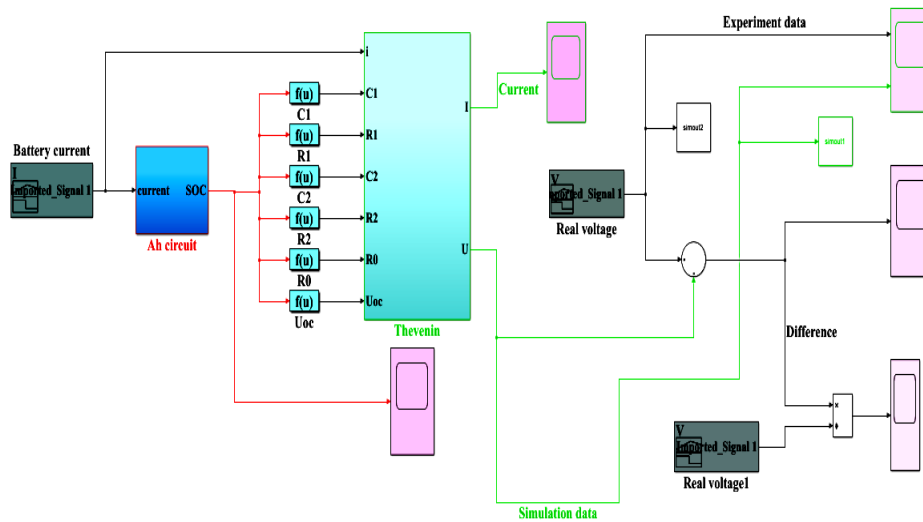 Experiment data
i
C1
f(u)
C1
I
Current
R1
f(u)
R1
simout2
simout1
Battery current
I
Imported_Signal 1
current
SOC
Ah circuit
C2
f(u)
C2
V
Imported_Signal 1
Real voltage
R2
f(u)
R2
U
R0
f(u)
R0
Uoc
f(u)
Uoc
Thevenin
Difference
V
Imported_Signal 1
Real voltage1
Simulation data